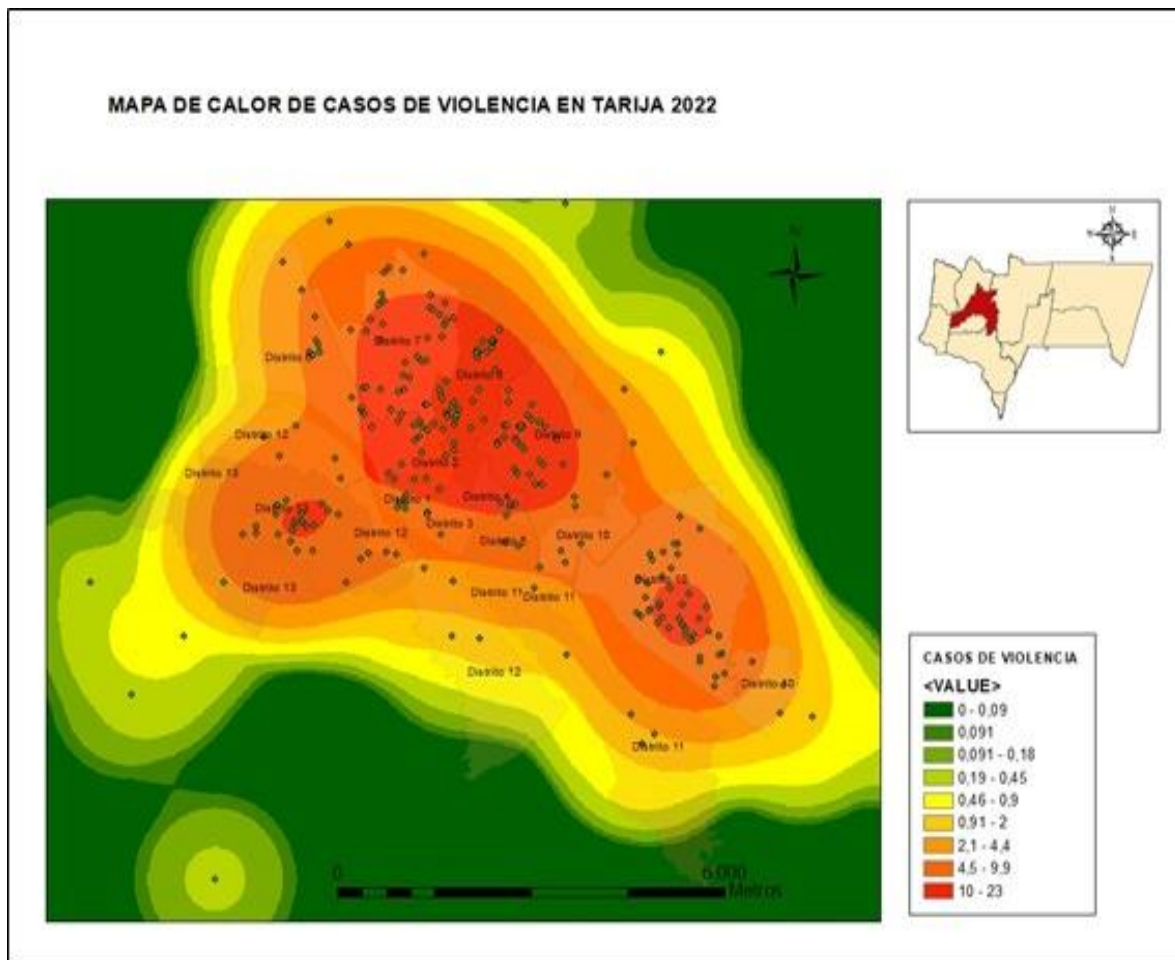 MAPA DE CALOR DE CASOS DE VIOLENCIA EN TARIJA 2022
N
N
W
E
Distrito 7
Distrito
Distrito 8
Distrito 12
Distrito 9
Distrito 13
Distrito
Distrito 1
Distrito 4
Distrito
Distrito 3
Distrito 12
Distrito 10
Distrito
Distrito 13
Distrito 11
Distrito 11
Distrito 10
Distrito 12
Distrito 10
Distrito 11
0
6.000
Metros
CASOS DE VIOLENCIA
<VALUE>
0 - 0,09
0,091
0,091 - 0,18
0,19 - 0,45
0,46 - 0,9
0,91 - 2
2,1 - 4,4
4,5 - 9,9
10 - 23